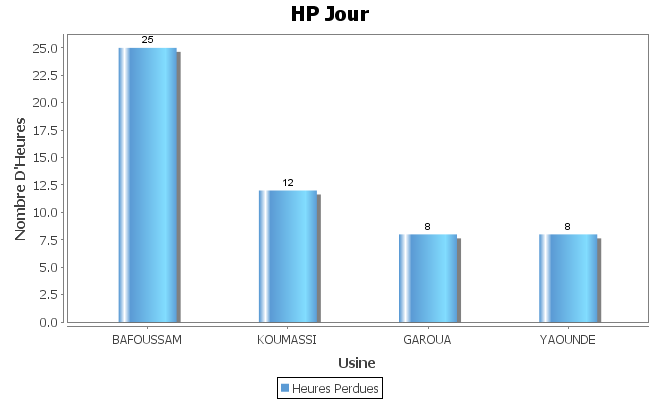 HP Jour
Nombre D'Heures
25.0
22.5
20.0
17.5
15.0
12.5
10.0
7.5
5.0
2.5
0.0
25
12
8
8
BAFOUSSAM
KOUMASSI
GAROUA
YAOUNDE
Usine
Heures Perdues